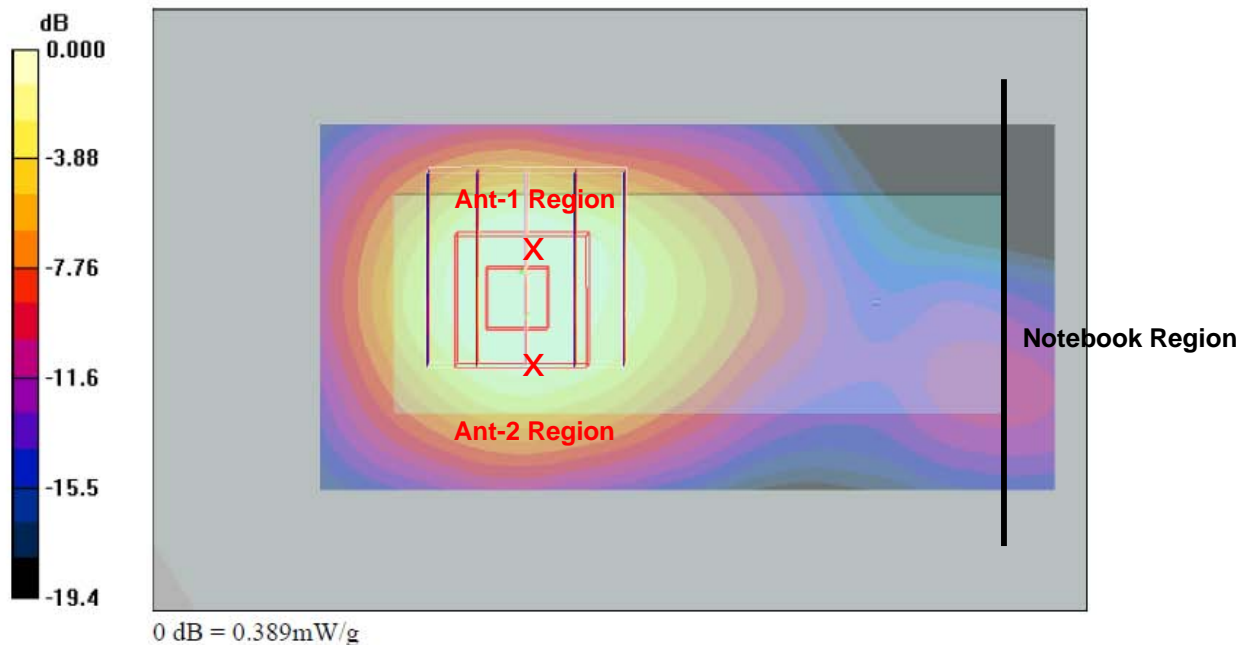 dB
0.000
-3.88
-7.76
-11.6
-15.5
-19.4
Ant-1 Region
X
X
Ant-2 Region
Notebook Region
0 dB = 0.389mW/g